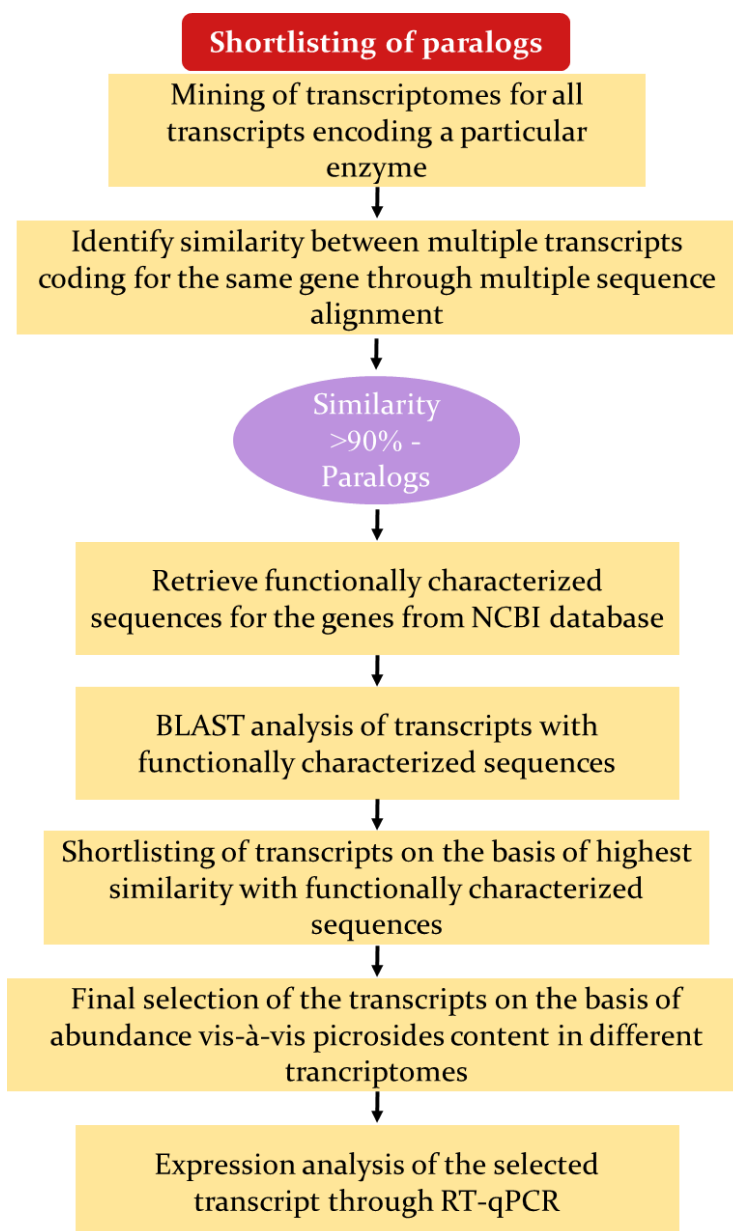 Shortlisting of paralogs
Mining of transcriptomes for all
transcripts encoding a particular
enzyme
Identify similarity between multiple transcripts
coding for the same gene through multiple sequence
alignment
Similarity
>90% -
Paralogs
Retrieve functionally characterized
sequences for the genes from NCBI database
BLAST analysis of transcripts with
functionally characterized sequences
Shortlisting of transcripts on the basis of highest
similarity with functionally characterized
sequences
Final selection of the transcripts on the basis of
abundance vis-à-vis picrosides content in different
trancriptomes
Expression analysis of the selected
transcript through RT-qPCR